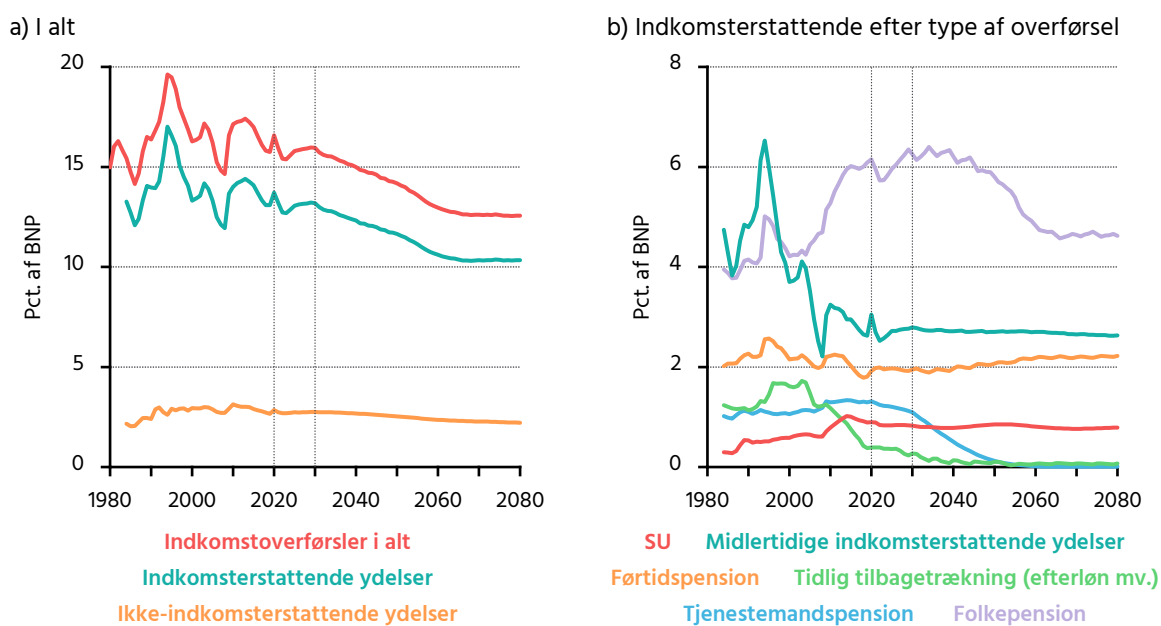 a) I alt
20
15
10
5
0
Pct. af BNP
1980 2000 2020 2040 2060 2080
Indkomstoverførsler i alt
Indkomsterstattende ydelser
Ikke-indkomsterstattende ydelser
b) Indkomsterstattende efter type af overførsel
8
6
4
2
0
Pct. af BNP
1980 2000 2020 2040 2060 2080
SU Midlertidige indkomsterstattende ydelser
Førtidspension Tidlig tilbagetrækning (efterløn mv.)
Tjenestemandspension Folkepension